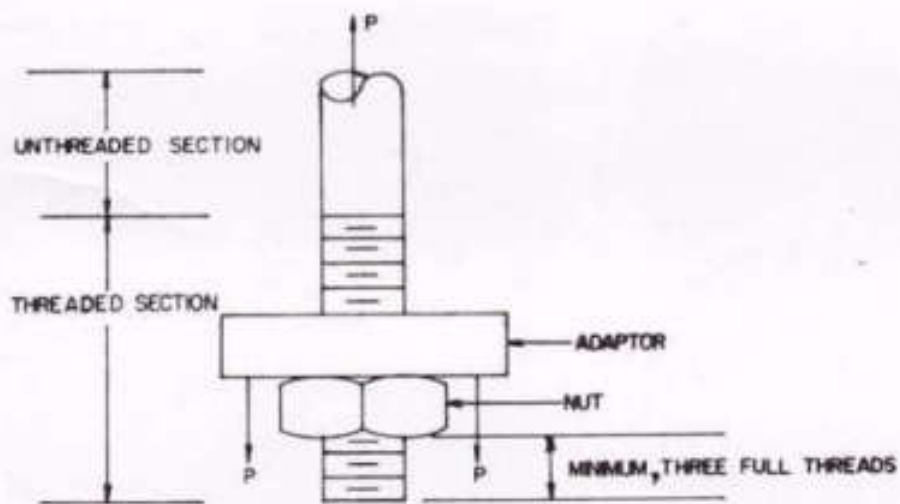 P
UNTHREADED SECTION
THREADED SECTION
ADAPTOR
NUT
P
P
MINIMUM, THREE FULL THREADS